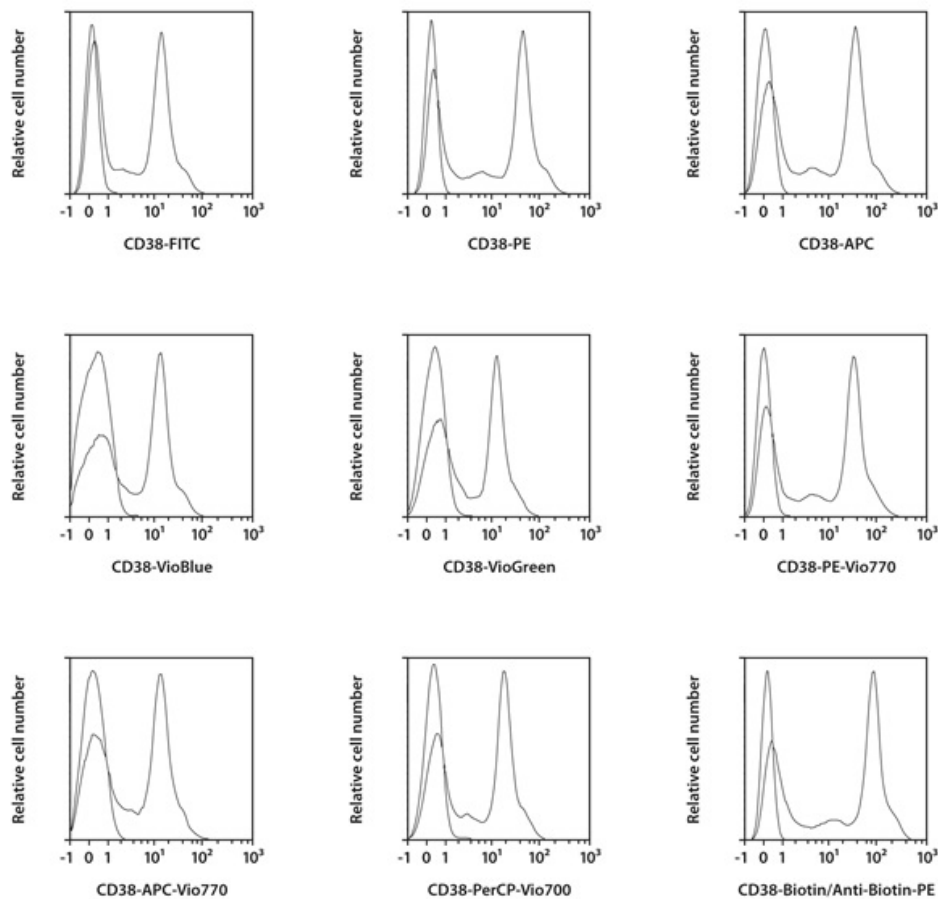 Relative cell number
-1 0 1 10¹ 10² 10³
CD38-FITC
Relative cell number
-1 0 1 10¹ 10² 10³
CD38-PE
Relative cell number
-1 0 1 10¹ 10² 10³
CD38-APC
Relative cell number
-1 0 1 10¹ 10² 10³
CD38-VioBlue
Relative cell number
-1 0 1 10¹ 10² 10³
CD38-VioGreen
Relative cell number
-1 0 1 10¹ 10² 10³
CD38-PE-Vio770
Relative cell number
-1 0 1 10¹ 10² 10³
CD38-APC-Vio770
Relative cell number
-1 0 1 10¹ 10² 10³
CD38-PerCP-Vio700
Relative cell number
-1 0 1 10¹ 10² 10³
CD38-Biotin/Anti-Biotin-PE